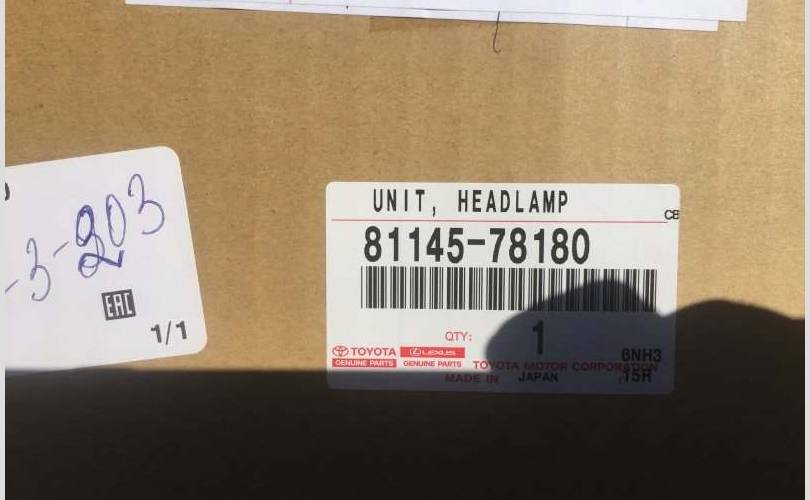 UNIT, HEADLAMP
81145-78180
QTY: 1
TOYOTA LEXUS
GENUINE PARTS GENUINE PARTS TOYOTA MOTOR CORPORATION
MADE IN JAPAN
6NH3
15R
-3-203
EAC
1/1